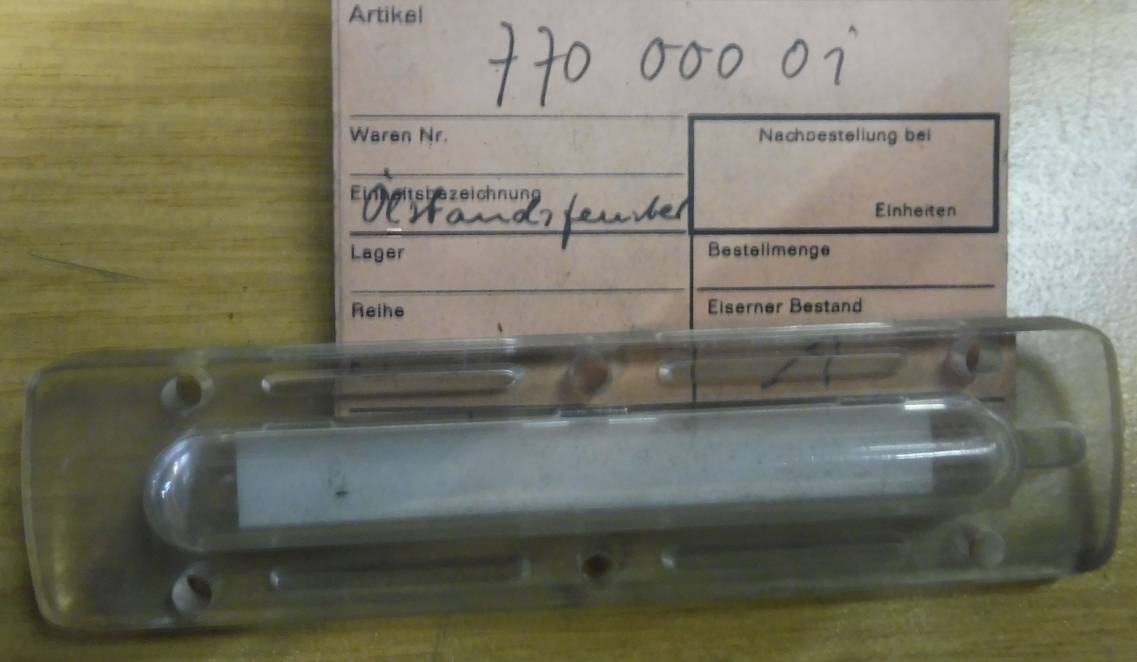 Artikel
770 000 01
Waren Nr.
Nachbestellung bei
Einheitsbezeichnung
Ölstandsfenster
Einheiten
Lager
Bestellmenge
Reihe
Eiserner Bestand